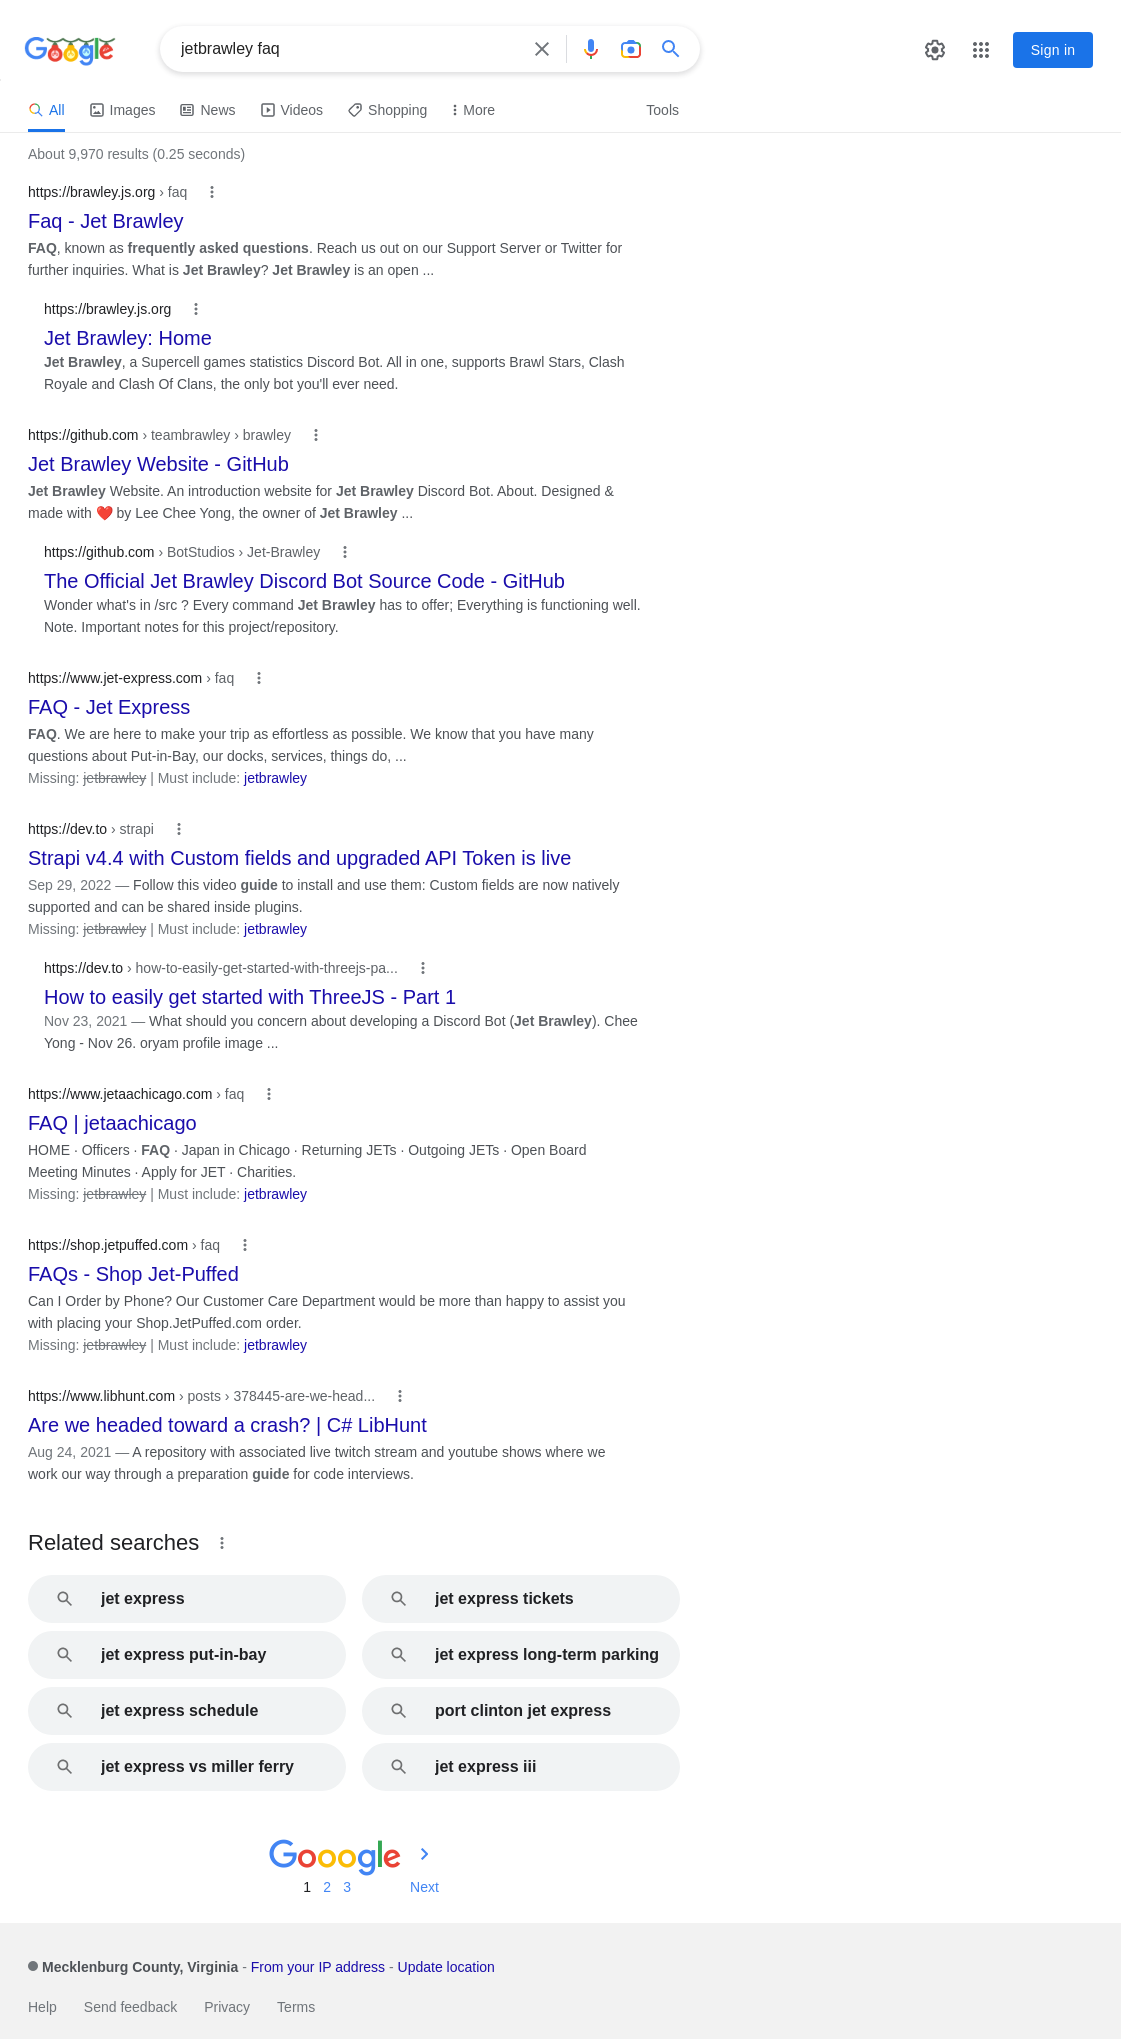 Google
jetbrawley faq
Sign in
All Images News Videos Shopping More Tools
About 9,970 results (0.25 seconds)
https://brawley.js.org › faq
Faq - Jet Brawley
FAQ, known as frequently asked questions. Reach us out on our Support Server or Twitter for
further inquiries. What is Jet Brawley? Jet Brawley is an open ...
https://brawley.js.org
Jet Brawley: Home
Jet Brawley, a Supercell games statistics Discord Bot. All in one, supports Brawl Stars, Clash
Royale and Clash Of Clans, the only bot you'll ever need.
https://github.com › teambrawley › brawley
Jet Brawley Website - GitHub
Jet Brawley Website. An introduction website for Jet Brawley Discord Bot. About. Designed &
made with ❤️ by Lee Chee Yong, the owner of Jet Brawley ...
https://github.com › BotStudios › Jet-Brawley
The Official Jet Brawley Discord Bot Source Code - GitHub
Wonder what's in /src ? Every command Jet Brawley has to offer; Everything is functioning well.
Note. Important notes for this project/repository.
https://www.jet-express.com › faq
FAQ - Jet Express
FAQ. We are here to make your trip as effortless as possible. We know that you have many
questions about Put-in-Bay, our docks, services, things do, ...
Missing: jetbrawley | Must include: jetbrawley
https://dev.to › strapi
Strapi v4.4 with Custom fields and upgraded API Token is live
Sep 29, 2022 — Follow this video guide to install and use them: Custom fields are now natively
supported and can be shared inside plugins.
Missing: jetbrawley | Must include: jetbrawley
https://dev.to › how-to-easily-get-started-with-threejs-pa...
How to easily get started with ThreeJS - Part 1
Nov 23, 2021 — What should you concern about developing a Discord Bot (Jet Brawley). Chee
Yong - Nov 26. oryam profile image ...
https://www.jetaachicago.com › faq
FAQ | jetaachicago
HOME · Officers · FAQ · Japan in Chicago · Returning JETs · Outgoing JETs · Open Board
Meeting Minutes · Apply for JET · Charities.
Missing: jetbrawley | Must include: jetbrawley
https://shop.jetpuffed.com › faq
FAQs - Shop Jet-Puffed
Can I Order by Phone? Our Customer Care Department would be more than happy to assist you
with placing your Shop.JetPuffed.com order.
Missing: jetbrawley | Must include: jetbrawley
https://www.libhunt.com › posts › 378445-are-we-head...
Are we headed toward a crash? | C# LibHunt
Aug 24, 2021 — A repository with associated live twitch stream and youtube shows where we
work our way through a preparation guide for code interviews.
Related searches
jet express
jet express tickets
jet express put-in-bay
jet express long-term parking
jet express schedule
port clinton jet express
jet express vs miller ferry
jet express iii
Gooogle
1 2 3 Next
Mecklenburg County, Virginia - From your IP address - Update location
Help Send feedback Privacy Terms